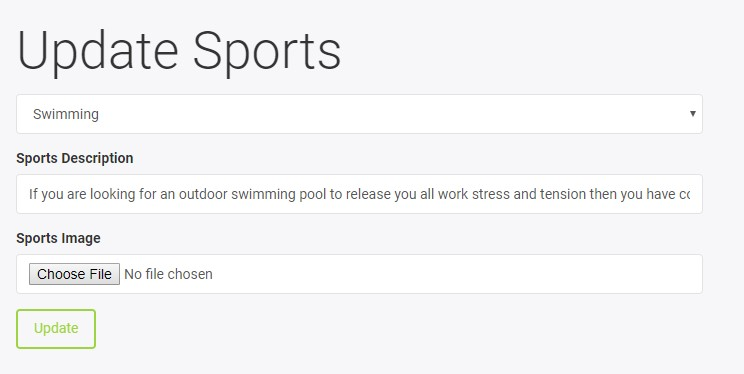 Update Sports
Swimming
Sports Description
If you are looking for an outdoor swimming pool to release you all work stress and tension then you have
Sports Image
Choose File No file chosen
Update